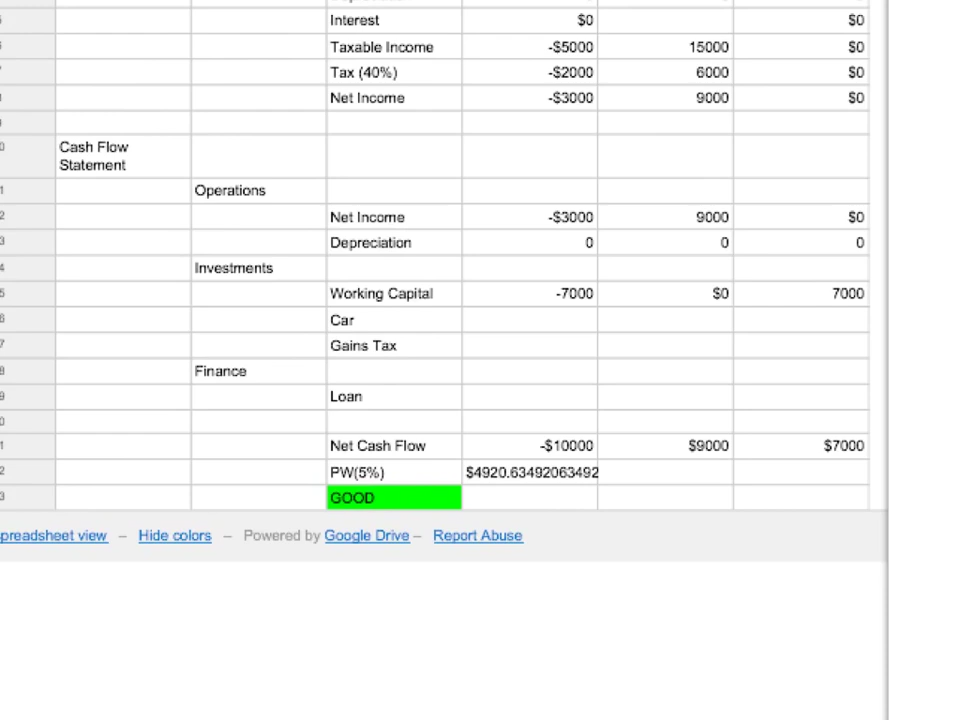 Interest $0 $0
Taxable Income -$5000 15000 $0
Tax (40%) -$2000 6000 $0
Net Income -$3000 9000 $0
Cash Flow
Statement
Operations
Net Income -$3000 9000 $0
Depreciation 0 0 0
Investments
Working Capital -7000 $0 7000
Car
Gains Tax
Finance
Loan
Net Cash Flow -$10000 $9000 $7000
PW(5%) $4920.63492063492
GOOD
spreadsheet view – Hide colors – Powered by Google Drive – Report Abuse